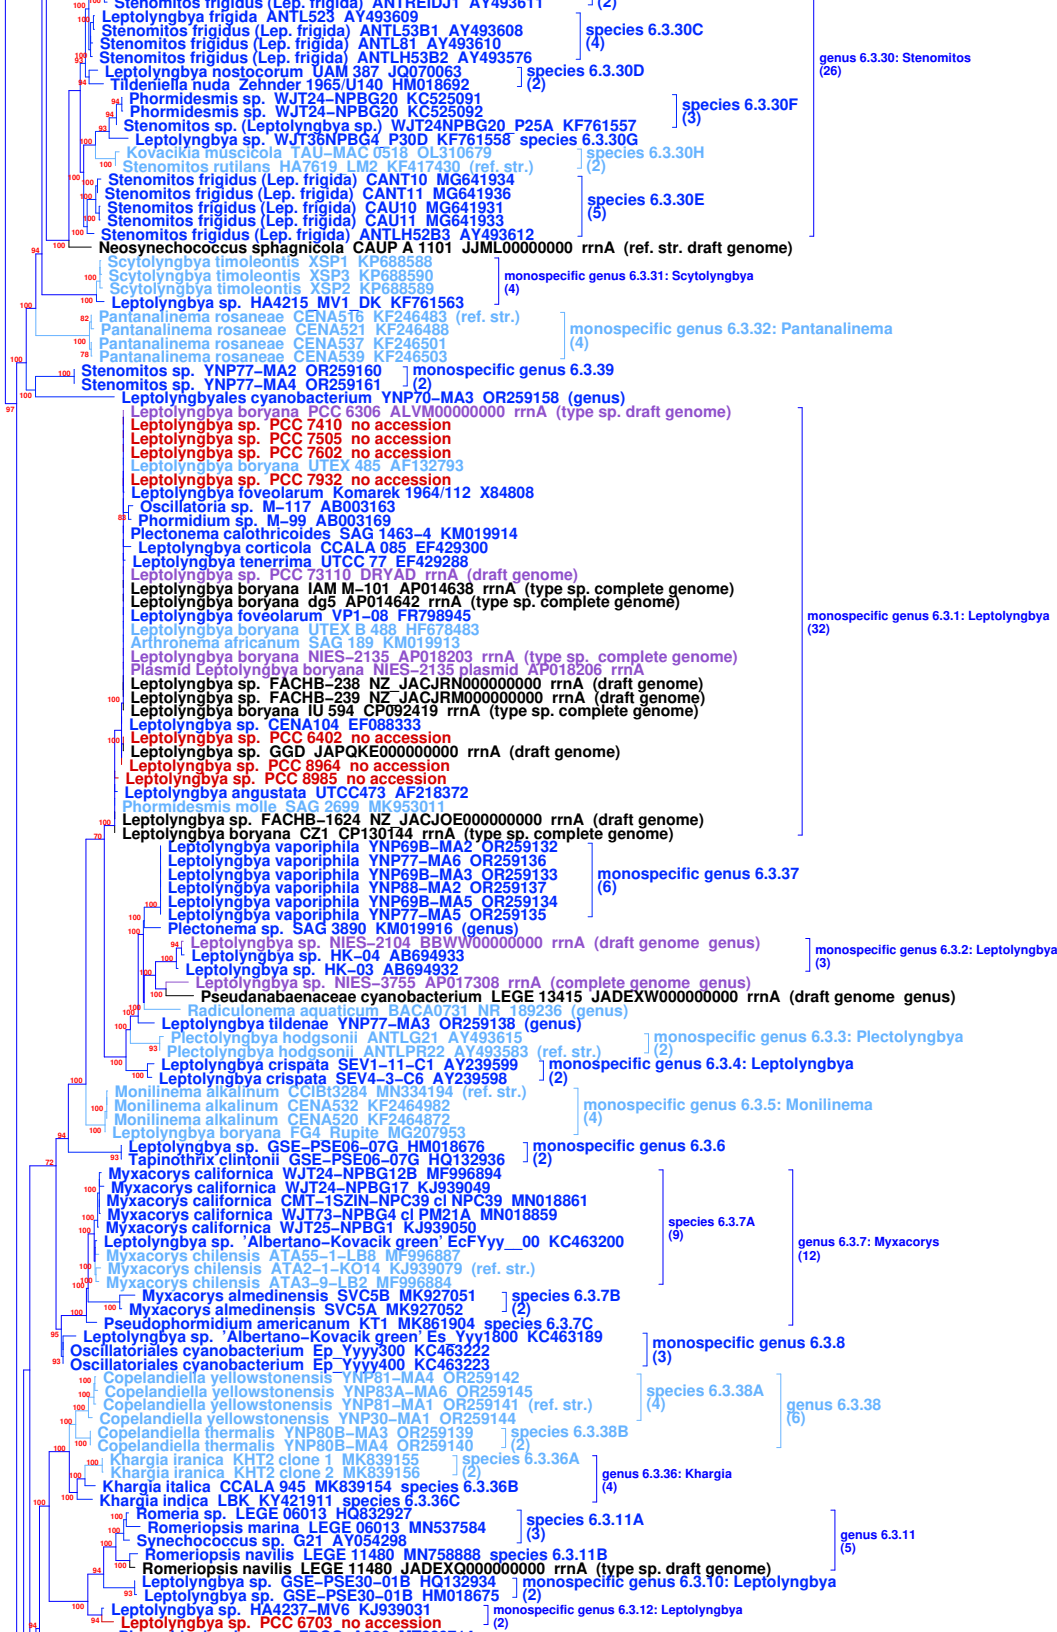 Stenomitos frigidus (Lep. frigida) ANTREIDJ1 AY493611 (2)
Leptolyngbya frigida ANTL523 AY493609
Stenomitos frigidus (Lep. frigida) ANTL53B1 AY493608
species 6.3.30C
Stenomitos frigidus (Lep. frigida) ANTL81 AY493610
(4)
Stenomitos frigidus (Lep. frigida) ANTLH53B2 AY493576
genus 6.3.30: Stenomitos
(26)
Leptolyngbya nostocorum UAM 387 JQ070063 species 6.3.30D
Tildeniella nuda Zehnder 1965/U140 HM018692 (2)
Phormidesmis sp. WJT24−NPBG20 KC525091
Phormidesmis sp. WJT24−NPBG20 KC525092
species 6.3.30F
(3)
Stenomitos sp. (Leptolyngbya sp.) WJT24NPBG20_P25A KF761557
Leptolyngbya sp. WJT36NPBG4_P30D KF761558 species 6.3.30G
Kovacikia muscicola TAU−MAC 0518 OL310679 species 6.3.30H
Stenomitos rutilans HA7619_LM2 KF417430 (ref. str.) (2)
Stenomitos frigidus (Lep. frigida) CANT10 MG641934
Stenomitos frigidus (Lep. frigida) CANT11 MG641936
species 6.3.30E
Stenomitos frigidus (Lep. frigida) CAU10 MG641931
(5)
Stenomitos frigidus (Lep. frigida) CAU11 MG641933
Stenomitos frigidus (Lep. frigida) ANTLH52B3 AY493612
Neosynechococcus sphagnicola CAUP A 1101 JJML00000000 rrnA (ref. str. draft genome)
Scytolyngbya timoleontis XSP1 KP688588
Scytolyngbya timoleontis XSP3 KP688590
monospecific genus 6.3.31: Scytolyngbya
Scytolyngbya timoleontis XSP2 KP688589
(4)
Leptolyngbya sp. HA4215_MV1_DK KF761563
Pantanalinema rosaneae CENA516 KF246483 (ref. str.)
Pantanalinema rosaneae CENA521 KF246488
monospecific genus 6.3.32: Pantanalinema
Pantanalinema rosaneae CENA537 KF246501
(4)
Pantanalinema rosaneae CENA539 KF246503
Stenomitos sp. YNP77−MA2 OR259160 monospecific genus 6.3.39
Stenomitos sp. YNP77−MA4 OR259161 (2)
Leptolyngbyales cyanobacterium YNP70−MA3 OR259158 (genus)
Leptolyngbya boryana PCC 6306 ALVM00000000 rrnA (type sp. draft genome)
Leptolyngbya sp. PCC 7410 no accession
Leptolyngbya sp. PCC 7505 no accession
Leptolyngbya sp. PCC 7602 no accession
Leptolyngbya boryana UTEX 485 AF132793
Leptolyngbya sp. PCC 7932 no accession
Leptolyngbya foveolarum Komarek 1964/112 X84808
Oscillatoria sp. M−117 AB003163
Phormidium sp. M−99 AB003169
Plectonema calothricoides SAG 1463−4 KM019914
Leptolyngbya corticola CCALA 085 EF429300
Leptolyngbya tenerrima UTCC 77 EF429288
Leptolyngbya sp. PCC 73110 DRYAD rrnA (draft genome)
Leptolyngbya boryana IAM M−101 AP014638 rrnA (type sp. complete genome)
Leptolyngbya boryana dg5 AP014642 rrnA (type sp. complete genome)
Leptolyngbya foveolarum VP1−08 FR798945
monospecific genus 6.3.1: Leptolyngbya
(32)
Leptolyngbya boryana UTEX B 488 HF678483
Arthronema africanum SAG 189 KM019913
Leptolyngbya boryana NIES−2135 AP018203 rrnA (type sp. complete genome)
Plasmid Leptolyngbya boryana NIES−2135 plasmid AP018206 rrnA
Leptolyngbya sp. FACHB−238 NZ_JACJRN000000000 rrnA (draft genome)
Leptolyngbya sp. FACHB−239 NZ_JACJRM000000000 rrnA (draft genome)
Leptolyngbya boryana IU 594 CP092419 rrnA (type sp. complete genome)
Leptolyngbya sp. CENA104 EF088333
Leptolyngbya sp. PCC 6402 no accession
Leptolyngbya sp. GGD JAPQKE000000000 rrnA (draft genome)
Leptolyngbya sp. PCC 8964 no accession
Leptolyngbya sp. PCC 8985 no accession
Leptolyngbya angustata UTCC473 AF218372
Phormidesmis molle SAG 2699 MK953011
Leptolyngbya sp. FACHB−1624 NZ_JACJOE000000000 rrnA (draft genome)
Leptolyngbya boryana CZ1 CP130144 rrnA (type sp. complete genome)
Leptolyngbya vaporiphila YNP69B−MA2 OR259132
Leptolyngbya vaporiphila YNP77−MA6 OR259136
Leptolyngbya vaporiphila YNP69B−MA3 OR259133
monospecific genus 6.3.37
Leptolyngbya vaporiphila YNP88−MA2 OR259137
(6)
Leptolyngbya vaporiphila YNP69B−MA5 OR259134
Leptolyngbya vaporiphila YNP77−MA5 OR259135
Plectonema sp. SAG 3890 KM019916 (genus)
Leptolyngbya sp. NIES−2104 BBWW00000000 rrnA (draft genome genus)
Leptolyngbya sp. HK−04 AB694933
monospecific genus 6.3.2: Leptolyngbya
(3)
Leptolyngbya sp. HK−03 AB694932
Leptolyngbya sp. NIES−3755 AP017308 rrnA (complete genome genus)
Pseudanabaenaceae cyanobacterium LEGE 13415 JADEXW000000000 rrnA (draft genome genus)
Radiculonema aquaticum BACA0731 NR_189236 (genus)
Leptolyngbya tildenae YNP77−MA3 OR259138 (genus)
Plectolyngbya hodgsonii ANTLG21 AY493615 monospecific genus 6.3.3: Plectolyngbya
Plectolyngbya hodgsonii ANTLPR22 AY493583 (ref. str.) (2)
Leptolyngbya crispata SEV1−11−C1 AY239599 monospecific genus 6.3.4: Leptolyngbya
Leptolyngbya crispata SEV4−3−C6 AY239598 (2)
Monilinema alkalinum CCIBt3284 MN334194 (ref. str.)
Monilinema alkalinum CENA532 KF2464982
monospecific genus 6.3.5: Monilinema
Monilinema alkalinum CENA520 KF2464872
(4)
Leptolyngbya boryana FG4 Rupite MG207953
Leptolyngbya sp. GSE−PSE06−07G HM018676 monospecific genus 6.3.6
Tapinothrix clintonii GSE−PSE06−07G HQ132936 (2)
Myxacorys californica WJT24−NPBG12B MF996894
Myxacorys californica WJT24−NPBG17 KJ939049
Myxacorys californica CMT−1SZIN−NPC39 cl NPC39 MN018861
Myxacorys californica WJT73−NPBG4 cl PM21A MN018859
Myxacorys californica WJT25−NPBG1 KJ939050
species 6.3.7A
(9)
Leptolyngbya sp. 'Albertano−Kovacik green' EcFYyy__00 KC463200
genus 6.3.7: Myxacorys
(12)
Myxacorys chilensis ATA55−1−LB8 MF996887
Myxacorys chilensis ATA2−1−KO14 KJ939079 (ref. str.)
Myxacorys chilensis ATA3−9−LB2 MF996884
Myxacorys almedinensis SVC5B MK927051 species 6.3.7B
Myxacorys almedinensis SVC5A MK927052 (2)
Pseudophormidium americanum KT1 MK861904 species 6.3.7C
Leptolyngbya sp. 'Albertano−Kovacik green' Es_Yyy1800 KC463189
Oscillatoriales cyanobacterium Ep_Yyyy300 KC463222
monospecific genus 6.3.8
(3)
Oscillatoriales cyanobacterium Ep_Yyyy400 KC463223
Copelandiella yellowstonensis YNP81−MA4 OR259142
Copelandiella yellowstonensis YNP83A−MA6 OR259145
species 6.3.38A
(4)
Copelandiella yellowstonensis YNP81−MA1 OR259141 (ref. str.)
genus 6.3.38
(6)
Copelandiella yellowstonensis YNP30−MA1 OR259144
Copelandiella thermalis YNP80B−MA3 OR259139 species 6.3.38B
Copelandiella thermalis YNP80B−MA4 OR259140 (2)
Khargia iranica KHT2 clone 1 MK839155 species 6.3.36A
Khargia iranica KHT2 clone 2 MK839156 (2)
genus 6.3.36: Khargia
(4)
Khargia italica CCALA 945 MK839154 species 6.3.36B
Khargia indica LBK KY421911 species 6.3.36C
Romeria sp. LEGE 06013 HQ832927
Romeriopsis marina LEGE 06013 MN537584
species 6.3.11A
(3)
Synechococcus sp. G21 AY054298
genus 6.3.11
(5)
Romeriopsis navilis LEGE 11480 MN758888 species 6.3.11B
Romeriopsis navilis LEGE 11480 JADEXQ000000000 rrnA (type sp. draft genome)
Leptolyngbya sp. GSE−PSE30−01B HQ132934 monospecific genus 6.3.10: Leptolyngbya
Leptolyngbya sp. GSE−PSE30−01B HM018675 (2)
Leptolyngbya sp. HA4237−MV6 KJ939031 monospecific genus 6.3.12: Leptolyngbya
Leptolyngbya sp. PCC 6703 no accession (2)